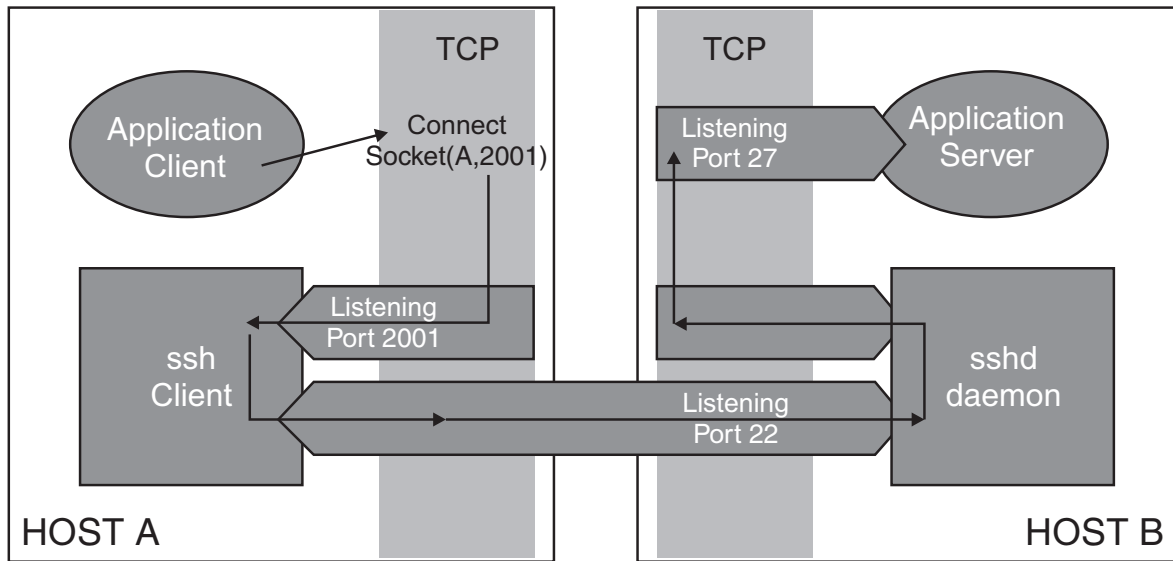 TCP
Application
Client
Connect
Socket(A,2001)
Listening
Port 2001
ssh
Client
HOST A
TCP
Listening
Port 27
Application
Server
sshd
daemon
Listening
Port 22
HOST B